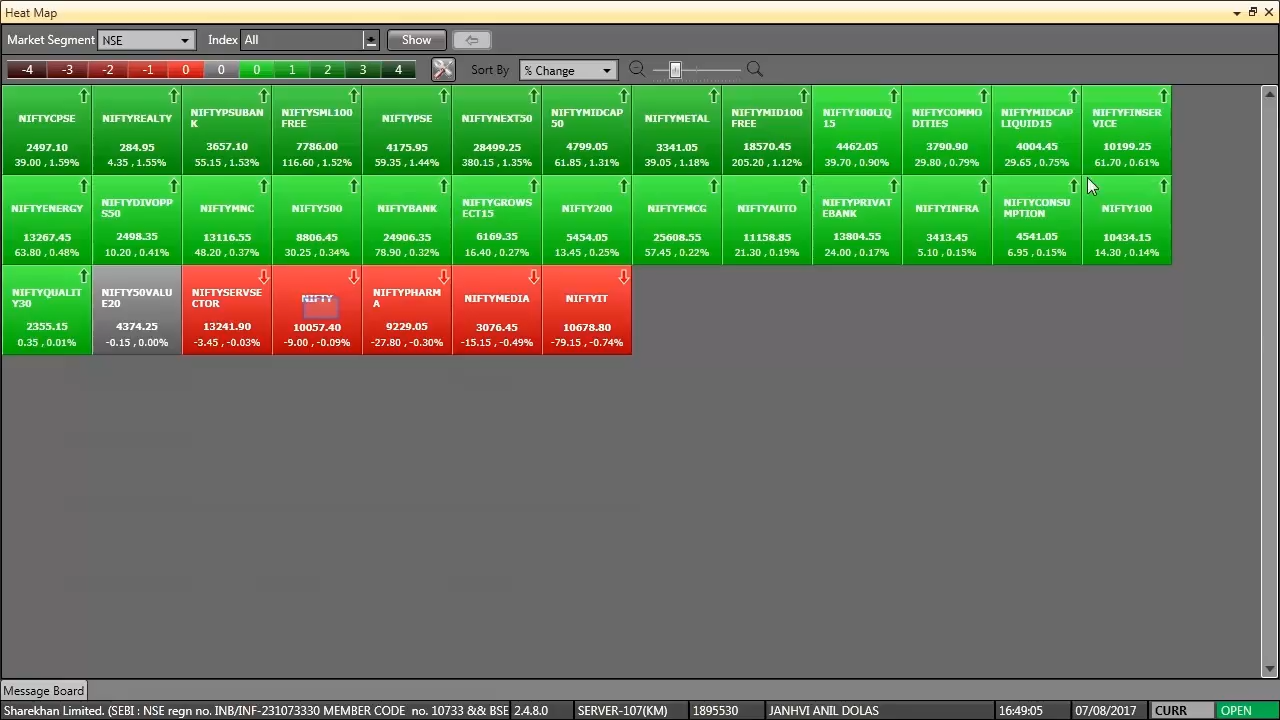 Heat Map
Market Segment NSE Index All Show
-4 -3 -2 -1 0 0 0 1 2 3 4 Sort By % Change
NIFTYCPSE
2497.10
39.00 , 1.59%
NIFTYREALTY
284.95
4.35 , 1.55%
NIFTYPSUBAN
K
3657.10
55.15 , 1.53%
NIFTYSML100
FREE
7786.00
116.60 , 1.52%
NIFTYPSE
4175.95
59.35 , 1.44%
NIFTYNEXT50
28499.25
380.15 , 1.35%
NIFTYMIDCAP
50
4799.05
61.85 , 1.31%
NIFTYMETAL
3341.05
39.05 , 1.18%
NIFTYMID100
FREE
18570.45
205.20 , 1.12%
NIFTY100LIQ
15
4462.05
39.70 , 0.90%
NIFTYCOMMO
DITIES
3790.90
29.80 , 0.79%
NIFTYMIDCAP
LIQUID15
4004.45
29.65 , 0.75%
NIFTYFINSER
VICE
10199.25
61.70 , 0.61%
NIFTYENERGY
13267.45
63.80 , 0.48%
NIFTYDIVOPP
S50
2498.35
10.20 , 0.41%
NIFTYMNC
13116.55
48.20 , 0.37%
NIFTY500
8806.45
30.25 , 0.34%
NIFTYBANK
24906.35
78.90 , 0.32%
NIFTYGROWS
ECT15
6169.35
16.40 , 0.27%
NIFTY200
5454.05
13.45 , 0.25%
NIFTYFMCG
25608.55
57.45 , 0.22%
NIFTYAUTO
11158.85
21.30 , 0.19%
NIFTYPRIVAT
EBANK
13804.55
24.00 , 0.17%
NIFTYINFRA
3413.45
5.10 , 0.15%
NIFTYCONSU
MPTION
4541.05
6.95 , 0.15%
NIFTY100
10434.15
14.30 , 0.14%
NIFTYQUALIT
Y30
2355.15
0.35 , 0.01%
NIFTY50VALU
E20
4374.25
-0.15 , 0.00%
NIFTYSERVSE
CTOR
13241.90
-3.45 , -0.03%
NIFTY
10057.40
-9.00 , -0.09%
NIFTYPHARM
A
9229.05
-27.80 , -0.30%
NIFTYMEDIA
3076.45
-15.15 , -0.49%
NIFTYIT
10678.80
-79.15 , -0.74%
Message Board
Sharekhan Limited. (SEBI : NSE regn no. INB/INF-231073330 MEMBER CODE no. 10733 && BSE 2.4.8.0 SERVER-107(KM) 1895530 JANHVI ANIL DOLAS 16:49:05 07/08/2017 CURR OPEN